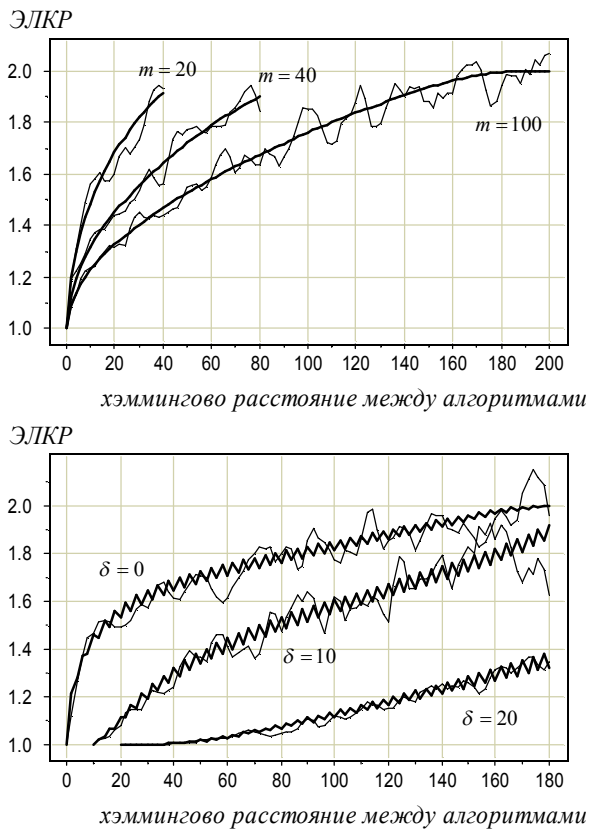 ЭЛКР
2.0
1.8
1.6
1.4
1.2
1.0
m = 20
m = 40
m = 100
0 20 40 60 80 100 120 140 160 180 200
хэммингово расстояние между алгоритмами
ЭЛКР
2.0
1.8
1.6
1.4
1.2
1.0
δ = 0
δ = 10
δ = 20
0 20 40 60 80 100 120 140 160 180
хэммингово расстояние между алгоритмами